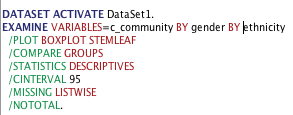 DATASET ACTIVATE DataSet1.
EXAMINE VARIABLES=c_community BY gender BY ethnicity
/PLOT BOXPLOT STEMLEAF
/COMPARE GROUPS
/STATISTICS DESCRIPTIVES
/CINTERVAL 95
/MISSING LISTWISE
/NOTOTAL.